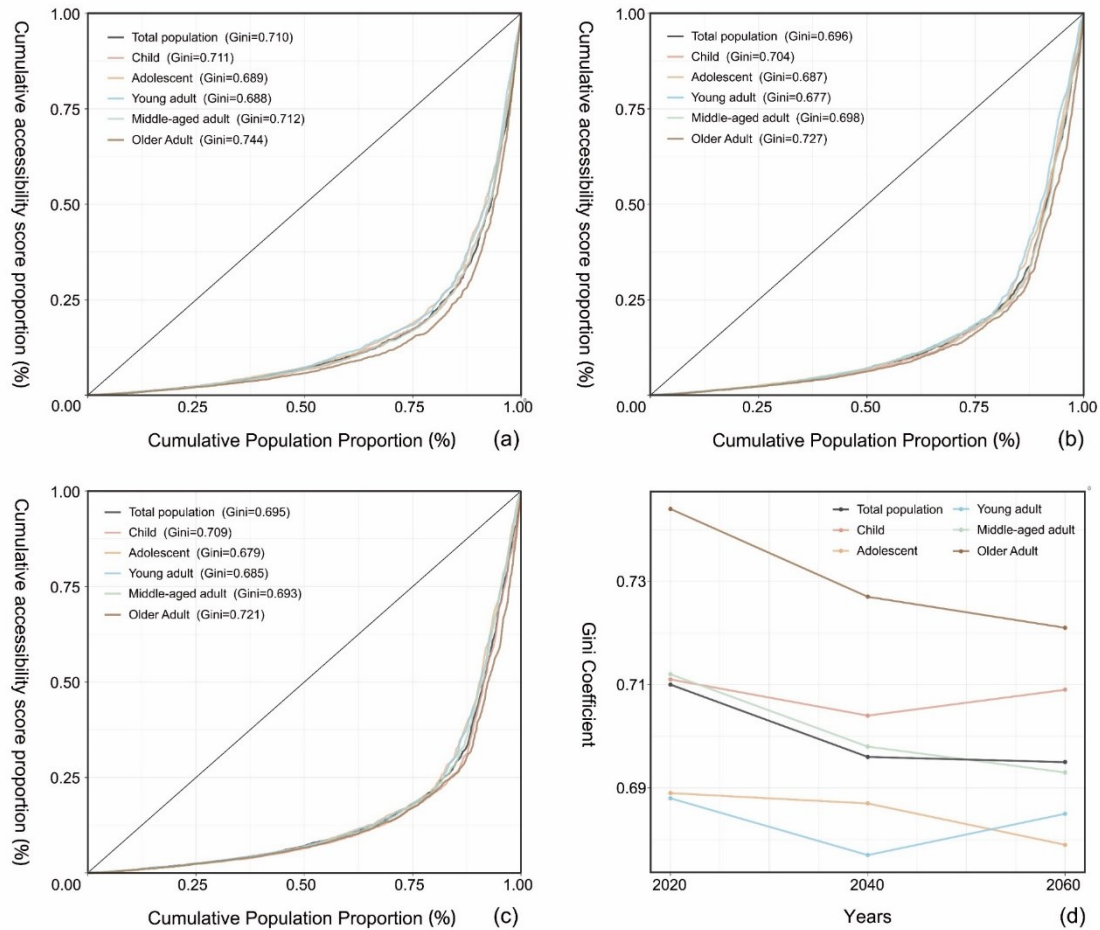 Cumulative accessibility score proportion (%)
1.00
0.75
0.50
0.25
0.00
Total population (Gini=0.710)
Child (Gini=0.711)
Adolescent (Gini=0.689)
Young adult (Gini=0.688)
Middle-aged adult (Gini=0.712)
Older Adult (Gini=0.744)
0.25
0.50
0.75
1.00
Cumulative Population Proportion (%)
(a)
Cumulative accessibility score proportion (%)
1.00
0.75
0.50
0.25
0.00
Total population (Gini=0.696)
Child (Gini=0.704)
Adolescent (Gini=0.687)
Young adult (Gini=0.677)
Middle-aged adult (Gini=0.698)
Older Adult (Gini=0.727)
0.25
0.50
0.75
1.00
Cumulative Population Proportion (%)
(b)
Cumulative accessibility score proportion (%)
1.00
0.75
0.50
0.25
0.00
Total population (Gini=0.695)
Child (Gini=0.709)
Adolescent (Gini=0.679)
Young adult (Gini=0.685)
Middle-aged adult (Gini=0.693)
Older Adult (Gini=0.721)
0.25
0.50
0.75
1.00
Cumulative Population Proportion (%)
(c)
Gini Coefficient
0.73
0.71
0.69
Total population
Child
Adolescent
Young adult
Middle-aged adult
Older Adult
2020
2040
2060
Years
(d)